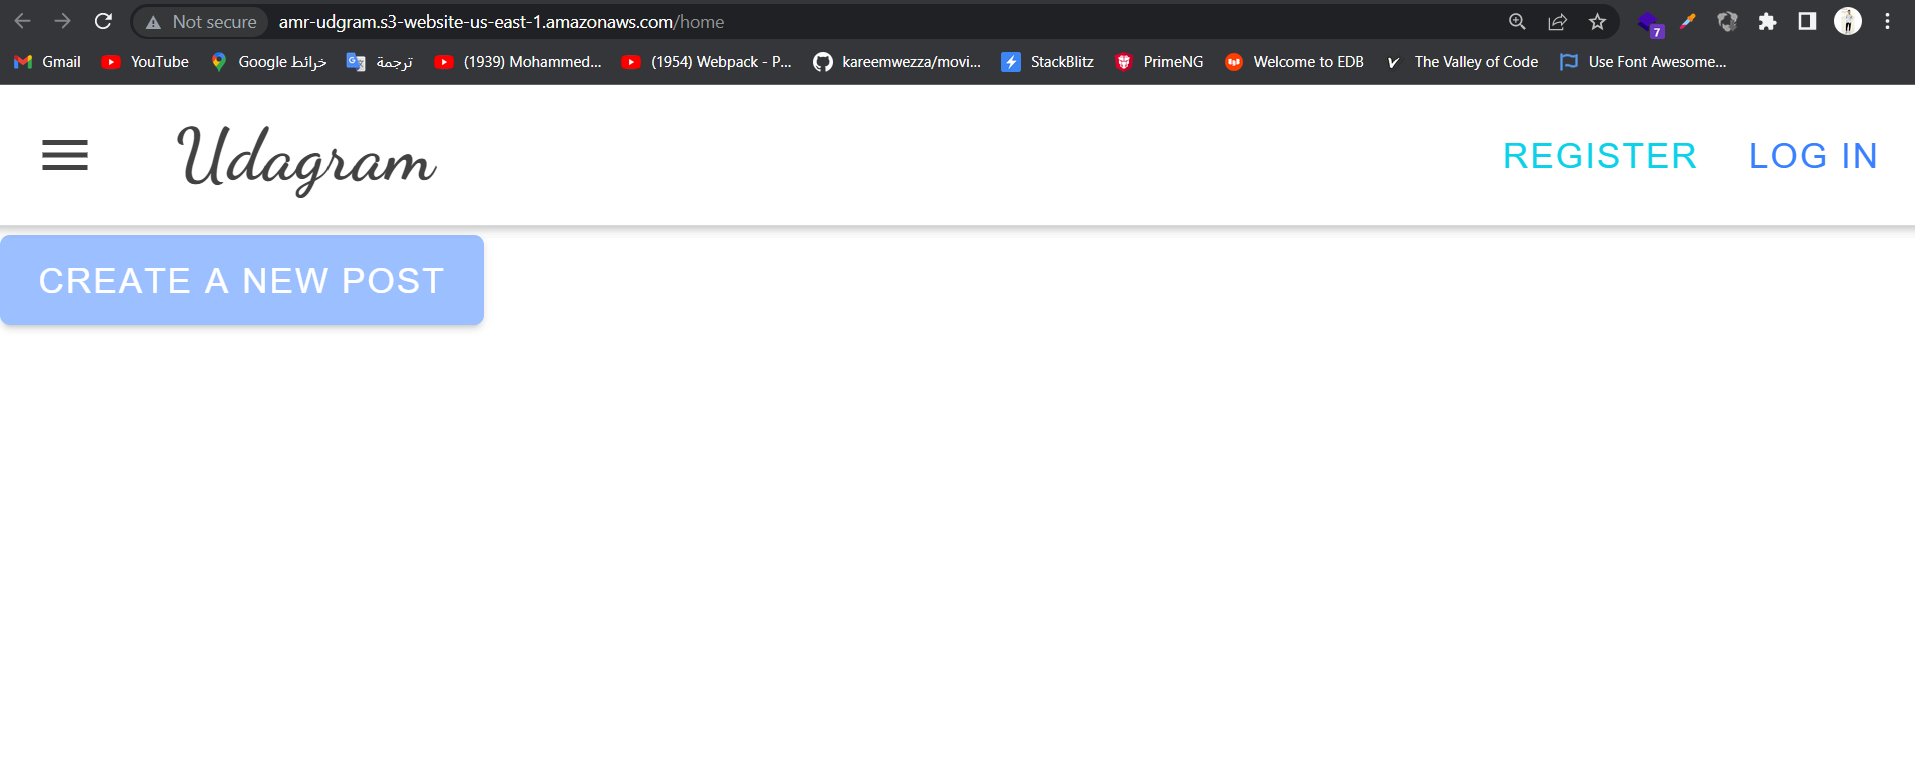 Not secure amr-udgram.s3-website-us-east-1.amazonaws.com/home 7
Gmail YouTube Google خرائط ترجمة (1939) Mohammed... (1954) Webpack - P... kareemwezza/movi... StackBlitz PrimeNG Welcome to EDB The Valley of Code Use Font Awesome...
Udagram REGISTER LOG IN
CREATE A NEW POST